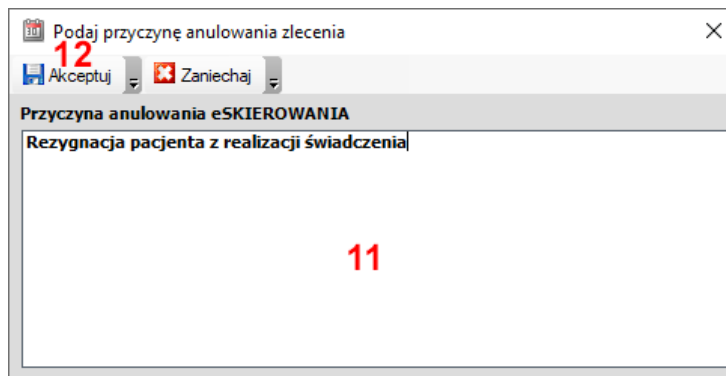 Podaj przyczynę anulowania zlecenia
12
Akceptuj Zaniechaj
Przyczyna anulowania eSKIEROWANIA
Rezygnacja pacjenta z realizacji świadczenia
11